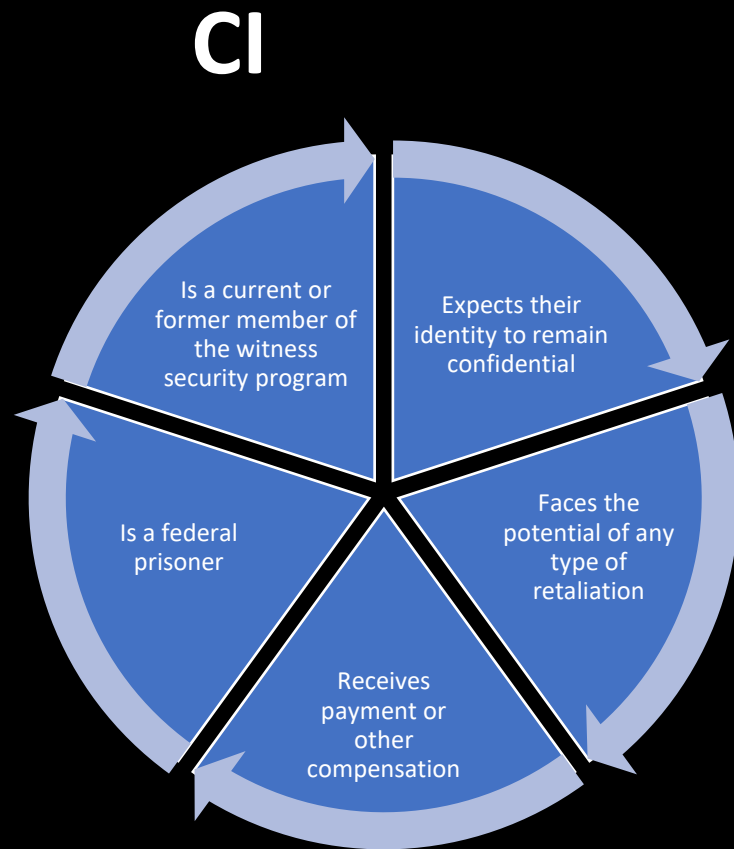 CI
Expects their
identity to remain
confidential
Faces the
potential of any
type of
retaliation
Receives
payment or
other
compensation
Is a federal
prisoner
Is a current or
former member of
the witness
security program